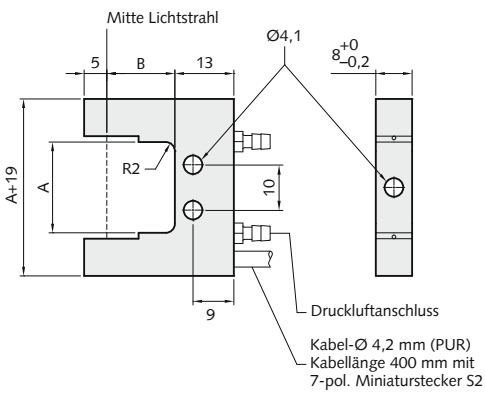 Mitte Lichtstrahl
Ø4,1
8+0
–0,2
5
B
13
R2
A
A+19
10
9
Druckluftanschluss
Kabel-Ø 4,2 mm (PUR)
Kabellänge 400 mm mit
7-pol. Miniaturstecker S2